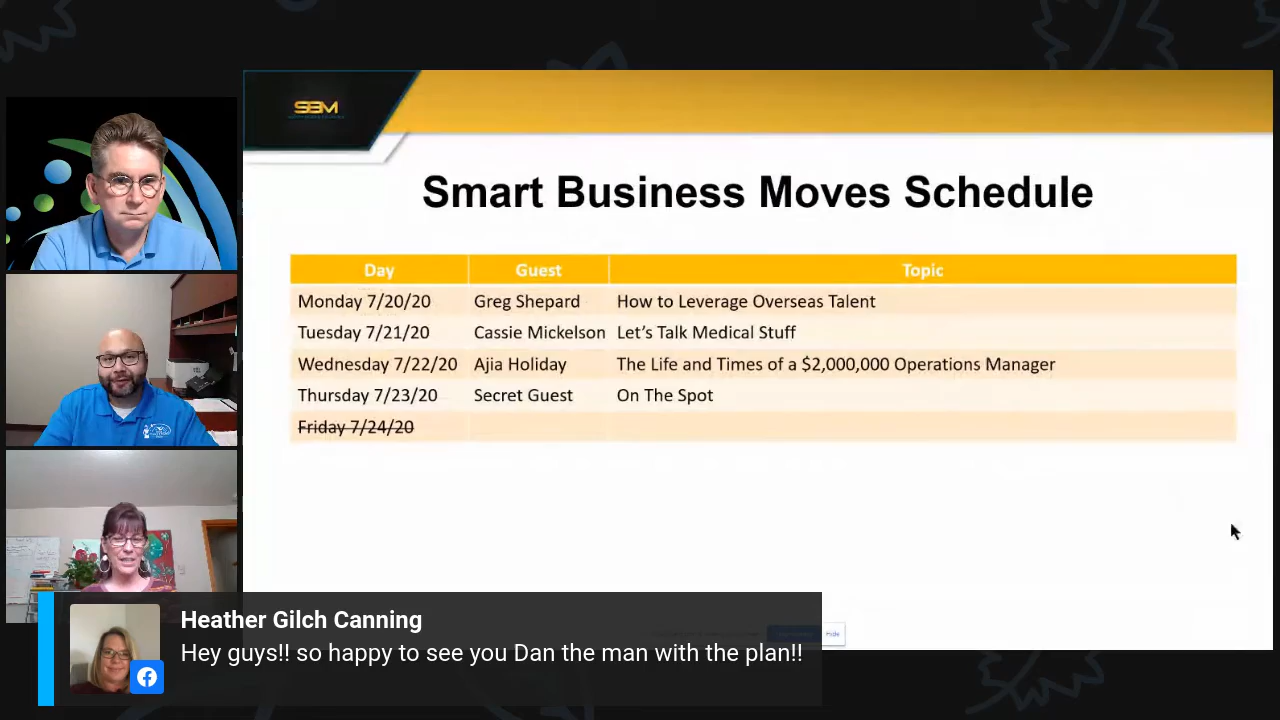 SBM
Smart Business Moves Schedule
Day Guest Topic
Monday 7/20/20 Greg Shepard How to Leverage Overseas Talent
Tuesday 7/21/20 Cassie Mickelson Let's Talk Medical Stuff
Wednesday 7/22/20 Ajia Holiday The Life and Times of a $2,000,000 Operations Manager
Thursday 7/23/20 Secret Guest On The Spot
Friday 7/24/20
Hide
Heather Gilch Canning
Hey guys!! so happy to see you Dan the man with the plan!!